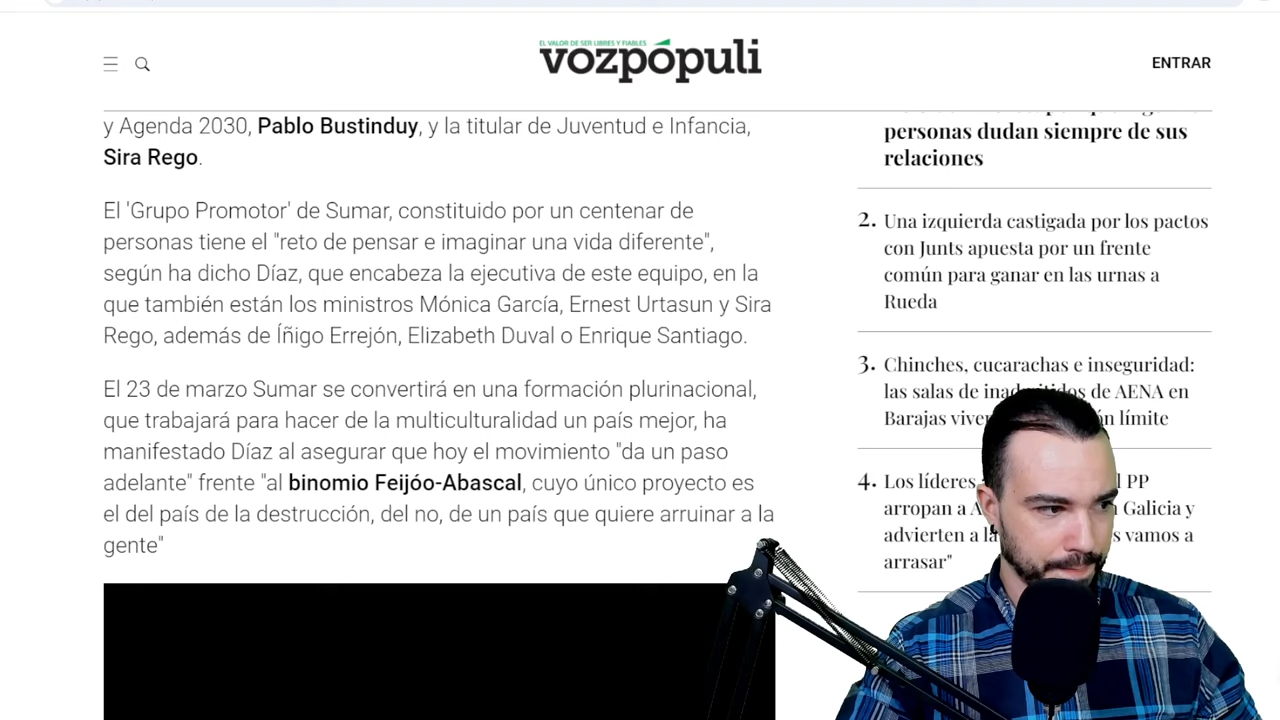 EL VALOR DE SER LIBRES Y FIABLES
vozpópuli
ENTRAR
y Agenda 2030, Pablo Bustinduy, y la titular de Juventud e Infancia,
Sira Rego.
El 'Grupo Promotor' de Sumar, constituido por un centenar de
personas tiene el "reto de pensar e imaginar una vida diferente",
según ha dicho Díaz, que encabeza la ejecutiva de este equipo, en la
que también están los ministros Mónica García, Ernest Urtasun y Sira
Rego, además de Íñigo Errejón, Elizabeth Duval o Enrique Santiago.
El 23 de marzo Sumar se convertirá en una formación plurinacional,
que trabajará para hacer de la multiculturalidad un país mejor, ha
manifestado Díaz al asegurar que hoy el movimiento "da un paso
adelante" frente "al binomio Feijóo-Abascal, cuyo único proyecto es
el del país de la destrucción, del no, de un país que quiere arruinar a la
gente"
personas dudan siempre de sus
relaciones
2. Una izquierda castigada por los pactos
con Junts apuesta por un frente
común para ganar en las urnas a
Rueda
3. Chinches, cucarachas e inseguridad:
las salas de inadmitidos de AENA en
Barajas límite
4. Los líderes PP
arropan a Galicia y
advierten a vamos a
arrasar"